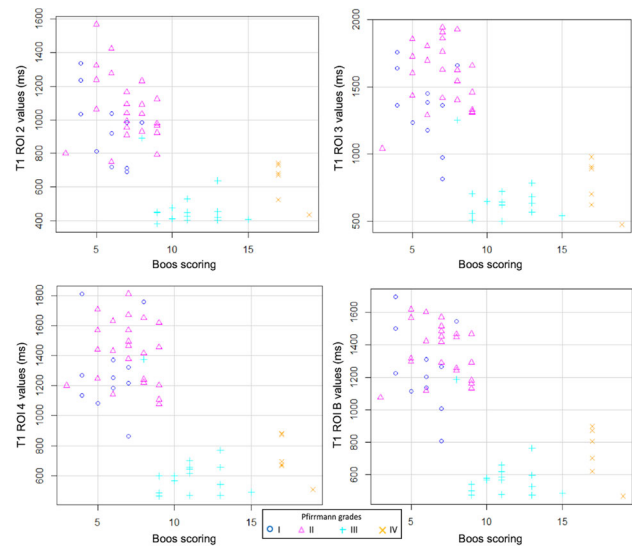 1600
1400
1200
1000
800
600
400
T1 ROI 2 values (ms)
5 10 15
Boos scoring
2000
1500
1000
500
T1 ROI 3 values (ms)
5 10 15
Boos scoring
1800
1600
1400
1200
1000
800
600
T1 ROI 4 values (ms)
5 10 15
Boos scoring
1600
1400
1200
1000
800
600
T1 ROI B values (ms)
5 10 15
Boos scoring
Pfirrmann grades
I II III IV